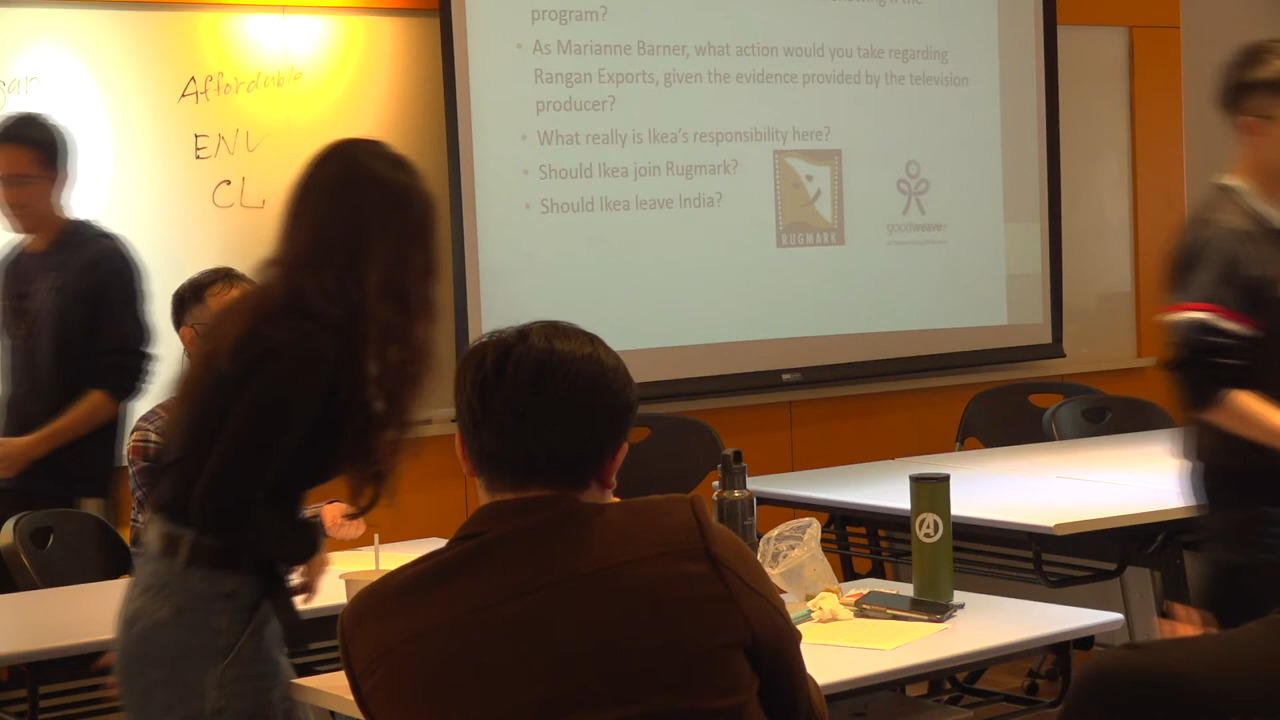 Affordable
ENV
CL
program?
• As Marianne Barner, what action would you take regarding
Rangan Exports, given the evidence provided by the television
producer?
• What really is Ikea's responsibility here?
• Should Ikea join Rugmark?
• Should Ikea leave India?
RUGMARK
goodweave
A